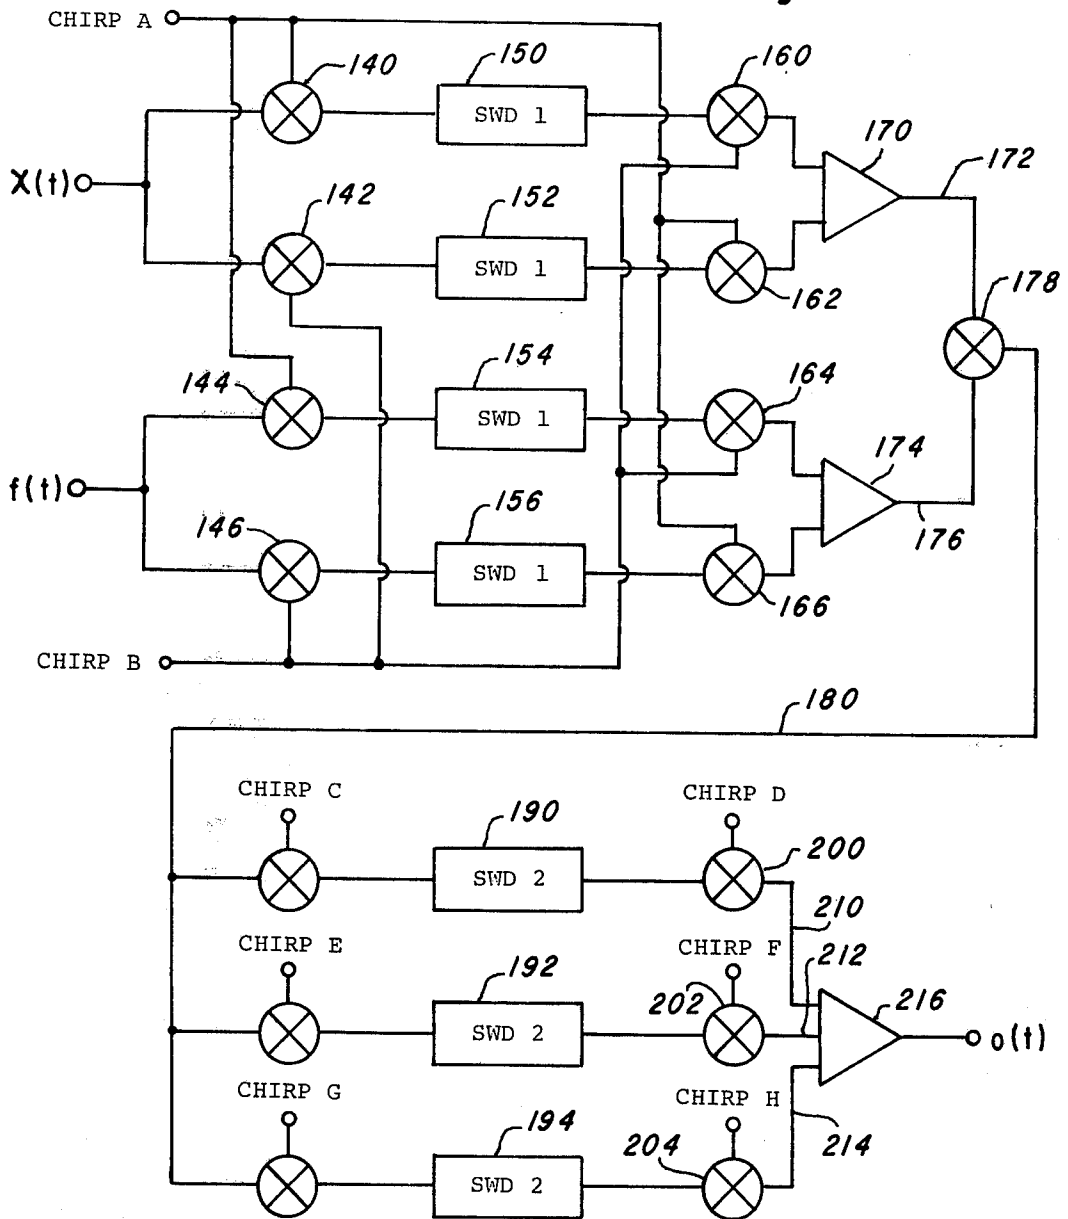 CHIRP A
140
150
160
SWD 1
170
172
X(t)
142
152
SWD 1
162
178
144
154
164
SWD 1
174
f(t)
146
156
176
SWD 1
166
CHIRP B
180
CHIRP C
190
CHIRP D
200
SWD 2
210
CHIRP E
192
CHIRP F
212
202
216
SWD 2
o(t)
CHIRP G
194
CHIRP H
204
214
SWD 2